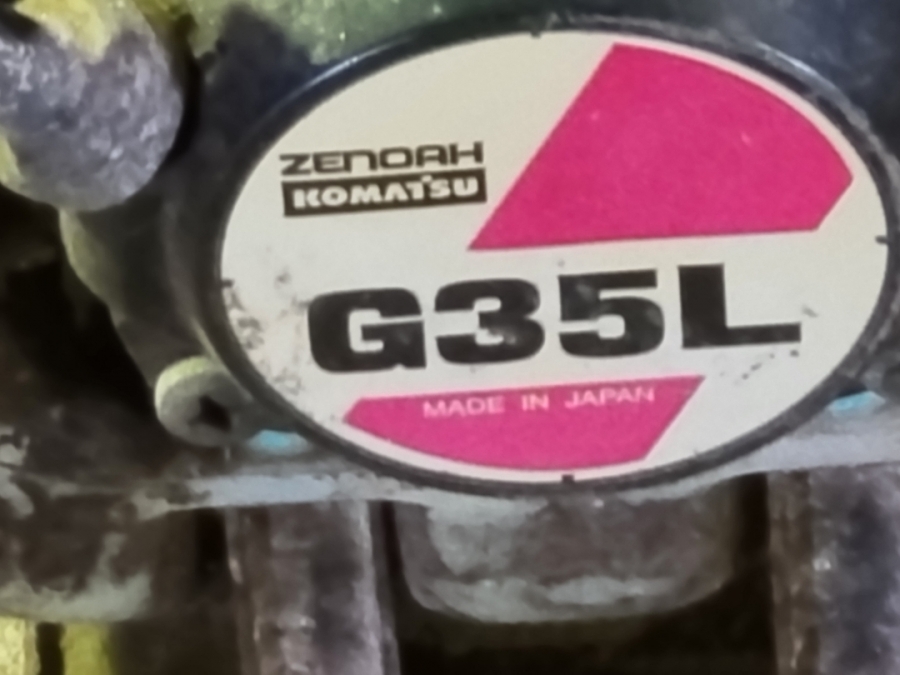 ZENOAH
KOMATSU
G35L
MADE IN JAPAN